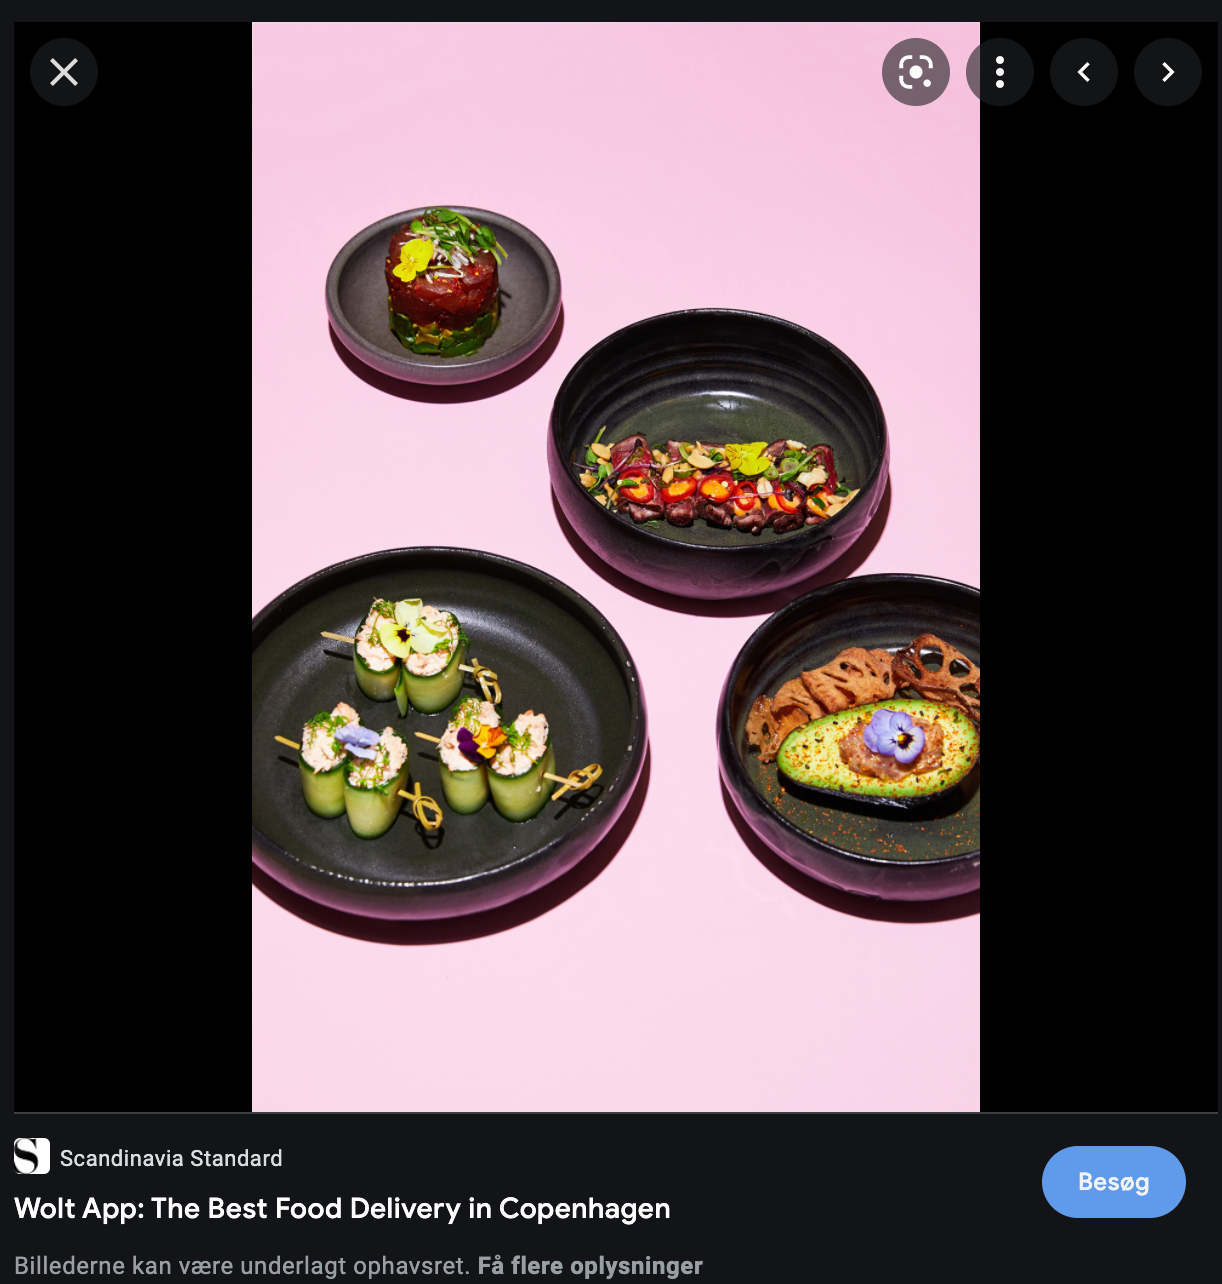 Scandinavia Standard
Wolt App: The Best Food Delivery in Copenhagen
Besøg
Billederne kan være underlagt ophavsret. Få flere oplysninger